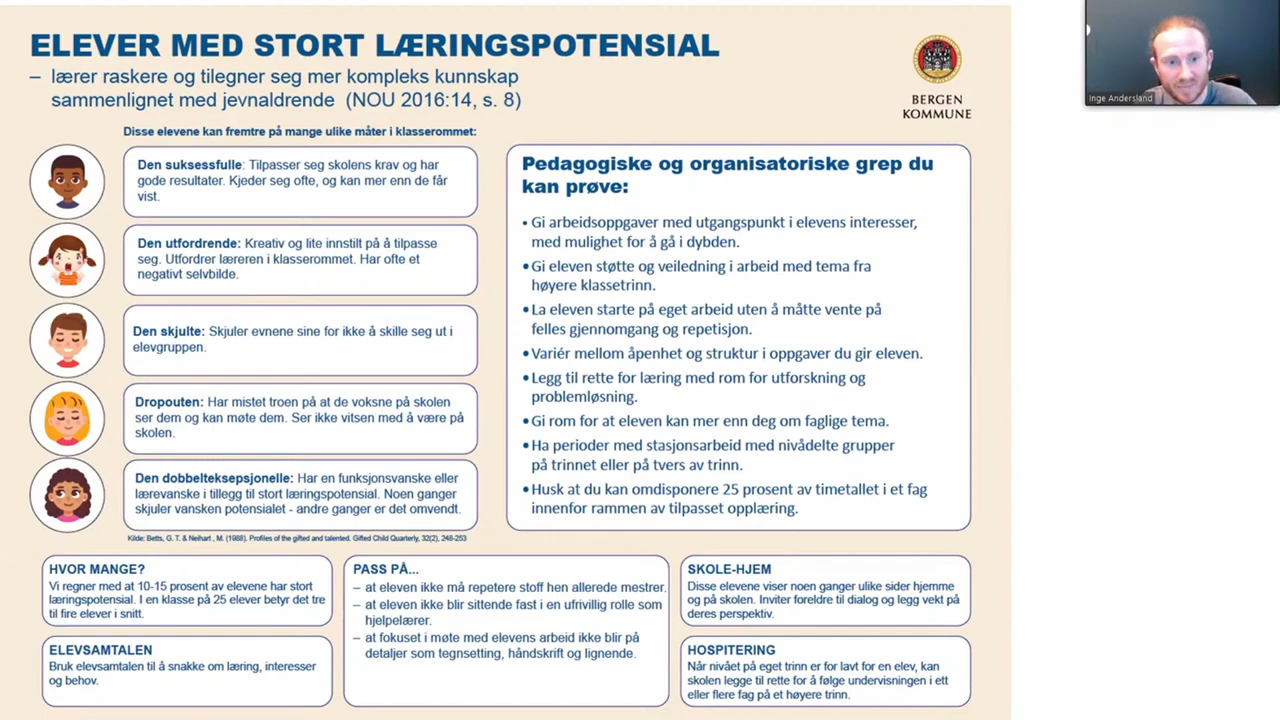 ELEVER MED STORT LÆRINGSPOTENSIAL
– lærer raskere og tilegner seg mer kompleks kunnskap
sammenlignet med jevnaldrende (NOU 2016:14, s. 8)
BERGEN
KOMMUNE
Inge Andersland
Disse elevene kan fremtre på mange ulike måter i klasserommet:
Den suksessfulle: Tilpasser seg skolens krav og har
gode resultater. Kjeder seg ofte, og kan mer enn de får
vist.
Den utfordrende: Kreativ og lite innstilt på å tilpasse
seg. Utfordrer læreren i klasserommet. Har ofte et
negativt selvbilde.
Den skjulte: Skjuler evnene sine for ikke å skille seg ut i
elevgruppen.
Dropouten: Har mistet troen på at de voksne på skolen
ser dem og kan møte dem. Ser ikke vitsen med å være på
skolen.
Den dobbelteksepsjonelle: Har en funksjonsvanske eller
lærevanske i tillegg til stort læringspotensial. Noen ganger
skjuler vansken potensialet - andre ganger er det omvendt.
Kilde: Betts, G. T. & Neihart , M. (1988). Profiles of the gifted and talented. Gifted Child Quarterly, 32(2), 248-253
Pedagogiske og organisatoriske grep du
kan prøve:
• Gi arbeidsoppgaver med utgangspunkt i elevens interesser,
med mulighet for å gå i dybden.
• Gi eleven støtte og veiledning i arbeid med tema fra
høyere klassetrinn.
• La eleven starte på eget arbeid uten å måtte vente på
felles gjennomgang og repetisjon.
• Variér mellom åpenhet og struktur i oppgaver du gir eleven.
• Legg til rette for læring med rom for utforskning og
problemløsning.
• Gi rom for at eleven kan mer enn deg om faglige tema.
• Ha perioder med stasjonsarbeid med nivådelte grupper
på trinnet eller på tvers av trinn.
• Husk at du kan omdisponere 25 prosent av timetallet i et fag
innenfor rammen av tilpasset opplæring.
HVOR MANGE?
Vi regner med at 10-15 prosent av elevene har stort
læringspotensial. I en klasse på 25 elever betyr det tre
til fire elever i snitt.
ELEVSAMTALEN
Bruk elevsamtalen til å snakke om læring, interesser
og behov.
PASS PÅ...
– at eleven ikke må repetere stoff hen allerede mestrer.
– at eleven ikke blir sittende fast i en ufrivillig rolle som
hjelpelærer.
– at fokuset i møte med elevens arbeid ikke blir på
detaljer som tegnsetting, håndskrift og lignende.
SKOLE-HJEM
Disse elevene viser noen ganger ulike sider hjemme
og på skolen. Inviter foreldre til dialog og legg vekt på
deres perspektiv.
HOSPITERING
Når nivået på eget trinn er for lavt for en elev, kan
skolen legge til rette for å følge undervisningen i ett
eller flere fag på et høyere trinn.